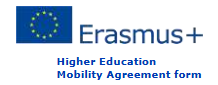 Erasmus+
Higher Education
Mobility Agreement form